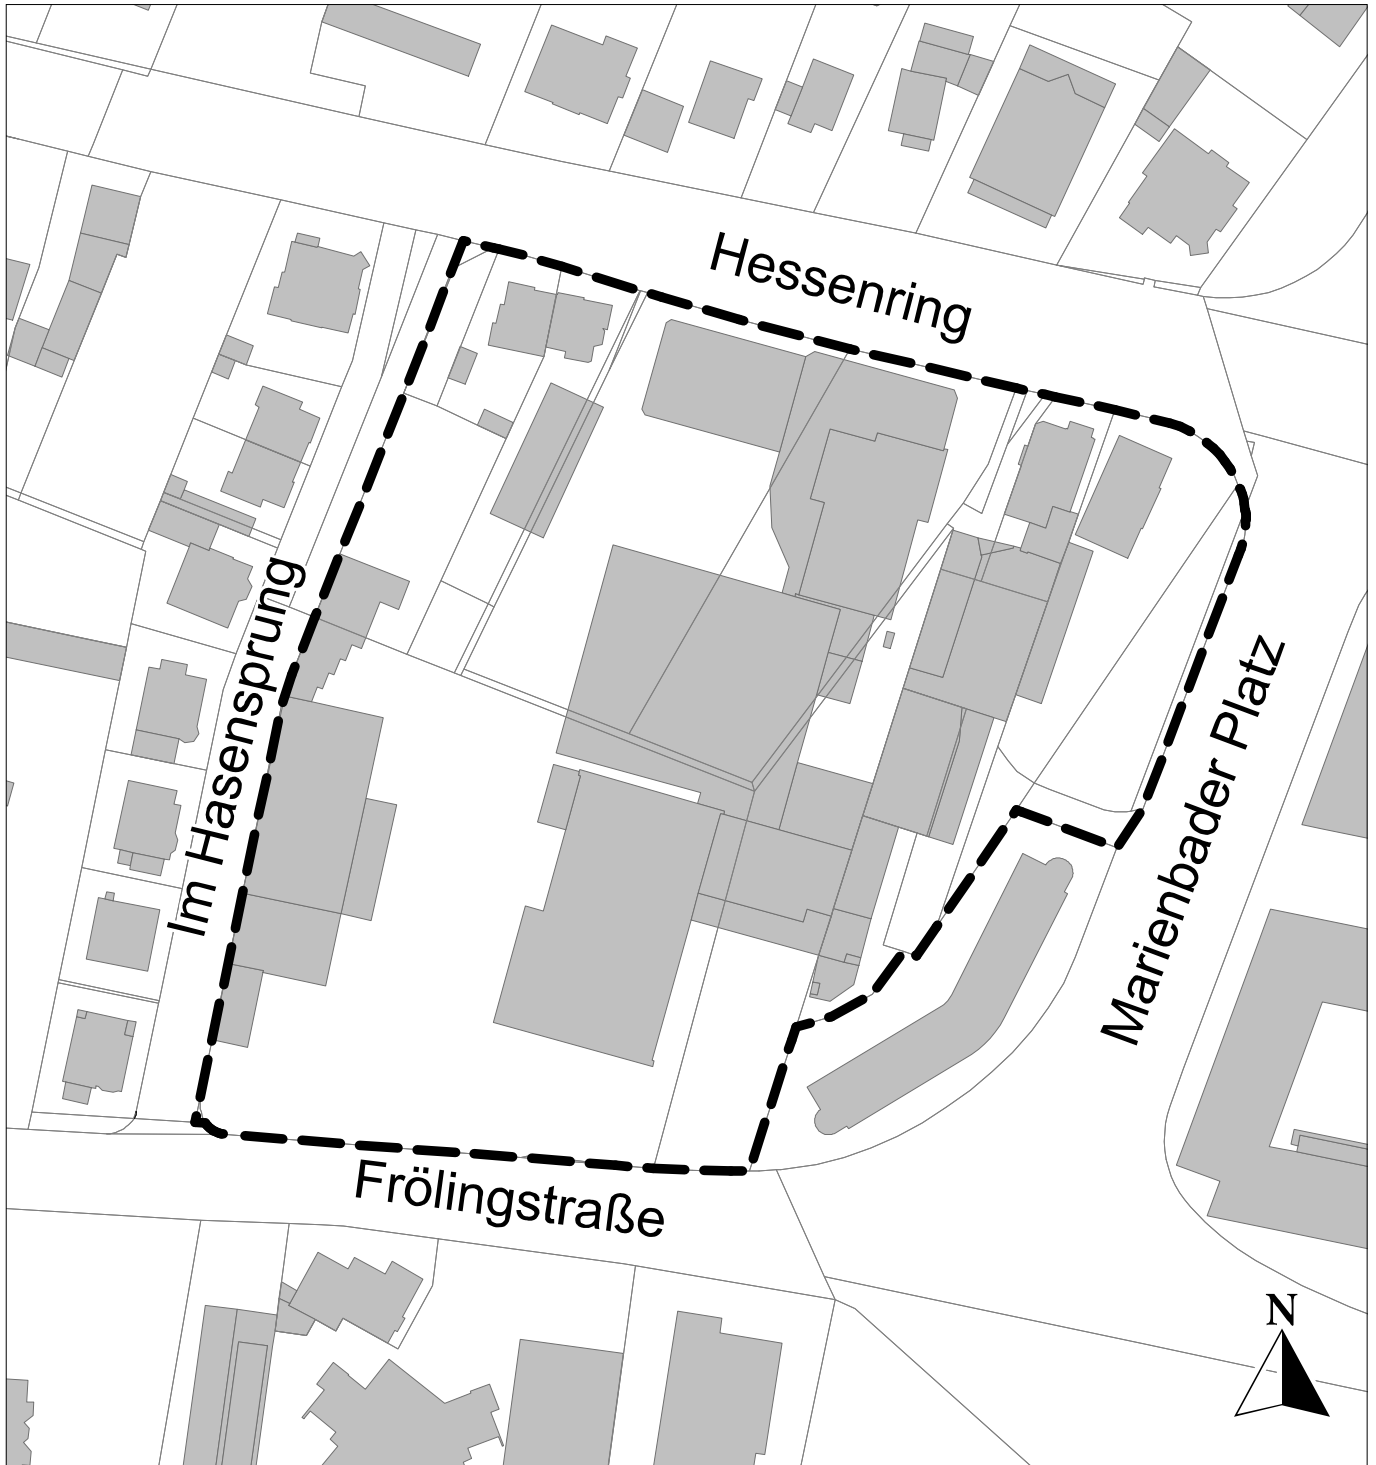 Hessenring
Im Hasensprung
Marienbader Platz
Frölingstraße
N